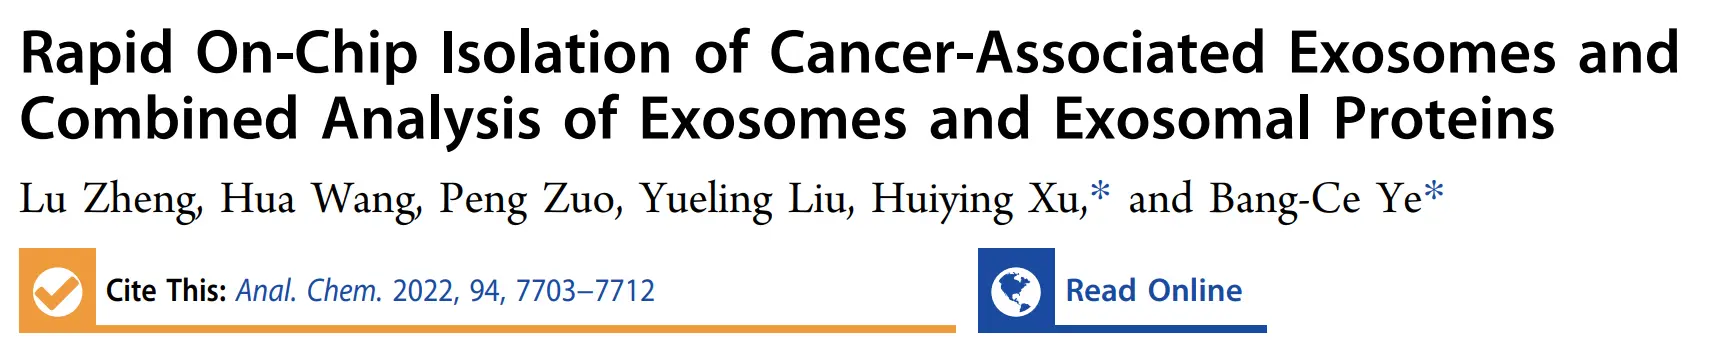 Rapid On-Chip Isolation of Cancer-Associated Exosomes and
Combined Analysis of Exosomes and Exosomal Proteins
Lu Zheng, Hua Wang, Peng Zuo, Yueling Liu, Huiying Xu,* and Bang-Ce Ye*
Cite This: Anal. Chem. 2022, 94, 7703–7712
Read Online